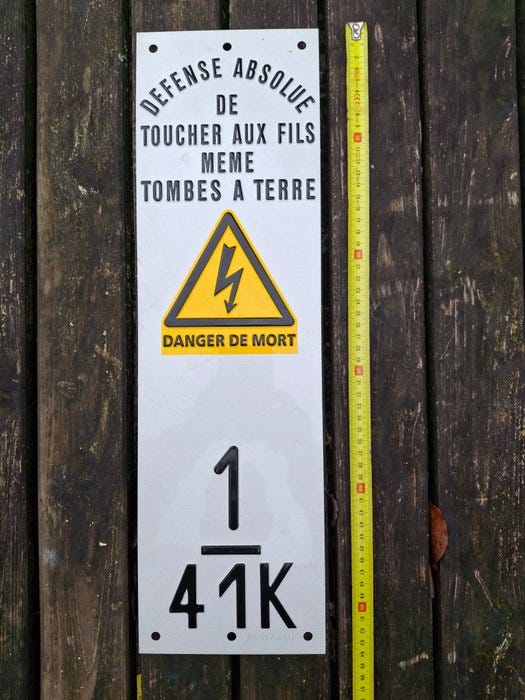 DEFENSE ABSOLUE
DE
TOUCHER AUX FILS
MEME
TOMBES A TERRE
DANGER DE MORT
1
41K